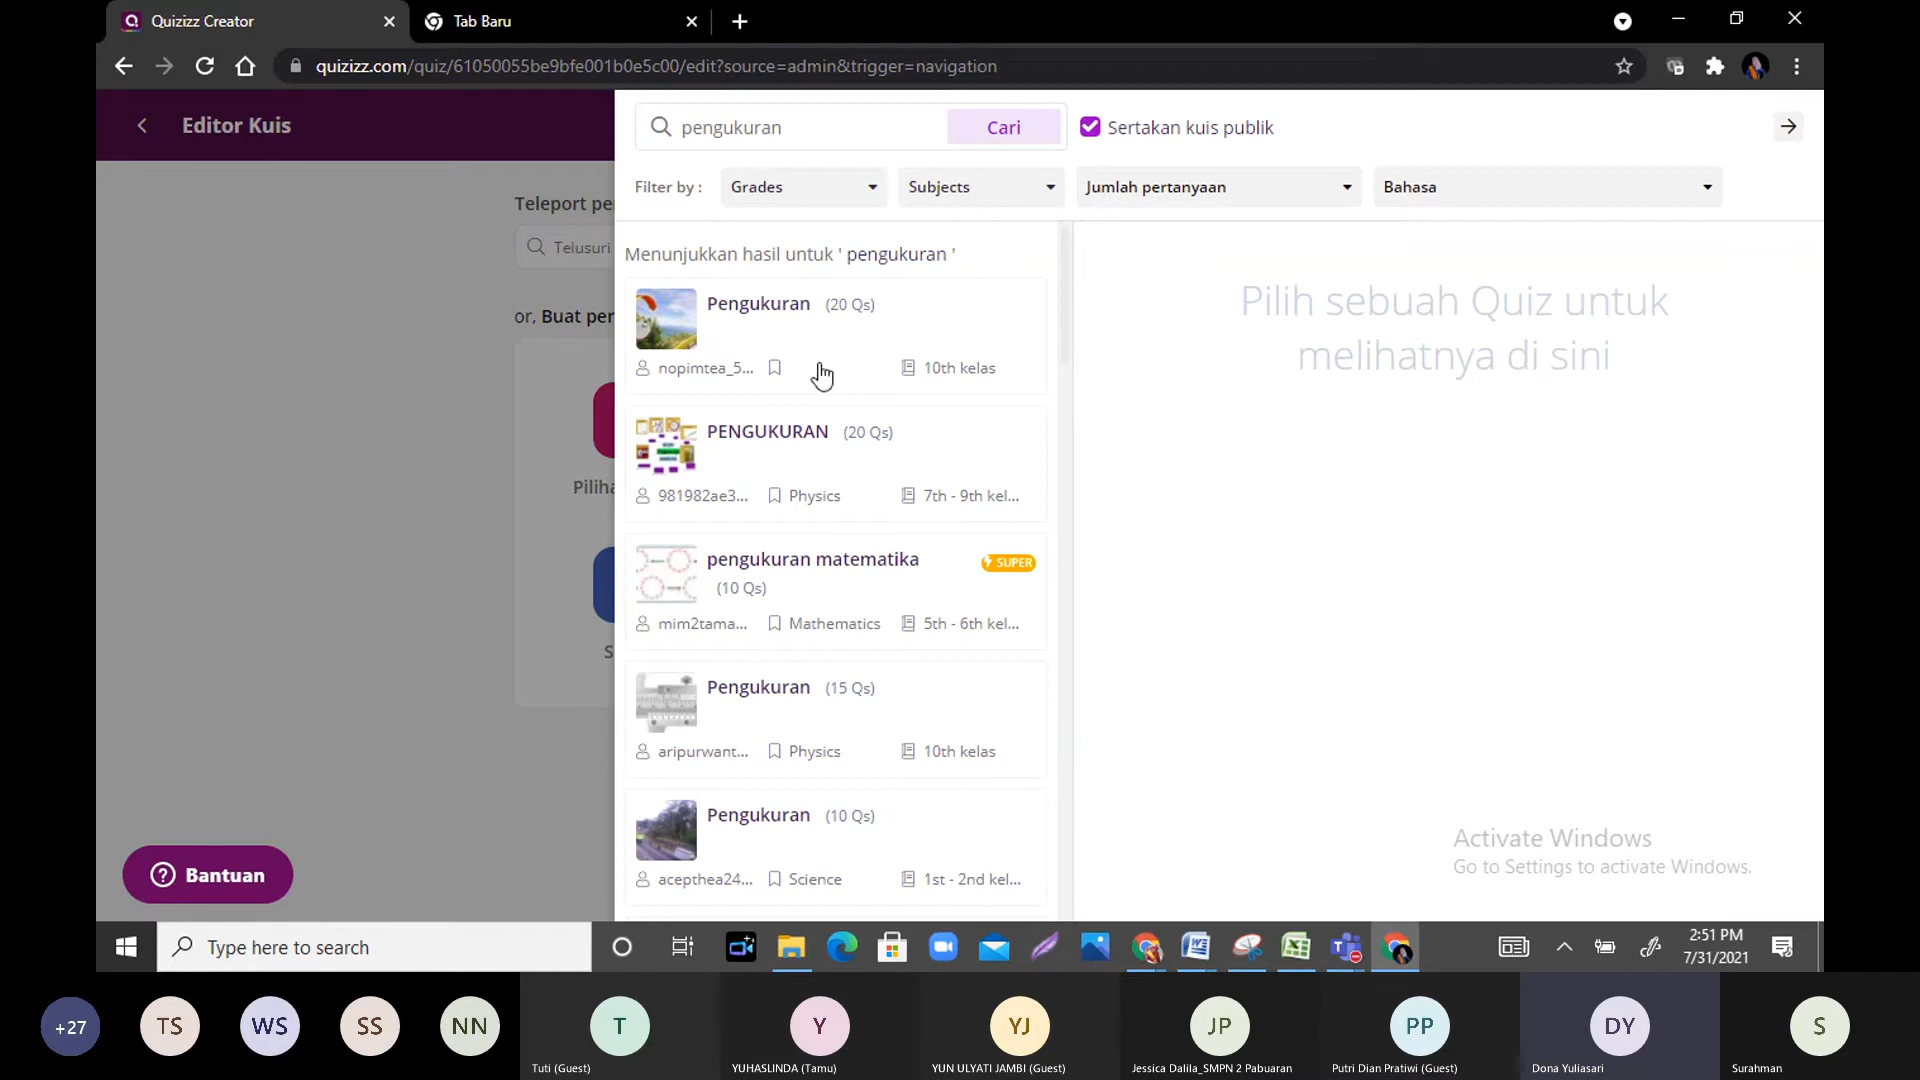 Quizizz Creator
Tab Baru
quizizz.com/quiz/61050055be9bfe001b0e5c00/edit?source=admin&trigger=navigation
Editor Kuis
pengukuran
Cari
Sertakan kuis publik
Filter by :
Grades
Subjects
Jumlah pertanyaan
Bahasa
Teleport pe
Telusuri
or, Buat per
Piliha
S
Menunjukkan hasil untuk ' pengukuran '
Pengukuran (20 Qs)
nopimtea_5...
10th kelas
PENGUKURAN (20 Qs)
981982ae3...
Physics
7th - 9th kel...
pengukuran matematika
SUPER
(10 Qs)
mim2tama...
Mathematics
5th - 6th kel...
Pengukuran (15 Qs)
aripurwant...
Physics
10th kelas
Pengukuran (10 Qs)
acepthea24...
Science
1st - 2nd kel...
Pilih sebuah Quiz untuk
melihatnya di sini
Activate Windows
Go to Settings to activate Windows.
Bantuan
Type here to search
2:51 PM
7/31/2021
+27
TS
WS
SS
NN
T
Tuti (Guest)
Y
YUHASLINDA (Tamu)
YJ
YUN ULYATI JAMBI (Guest)
JP
Jessica Dalila_SMPN 2 Pabuaran
PP
Putri Dian Pratiwi (Guest)
DY
Dona Yuliasari
S
Surahman